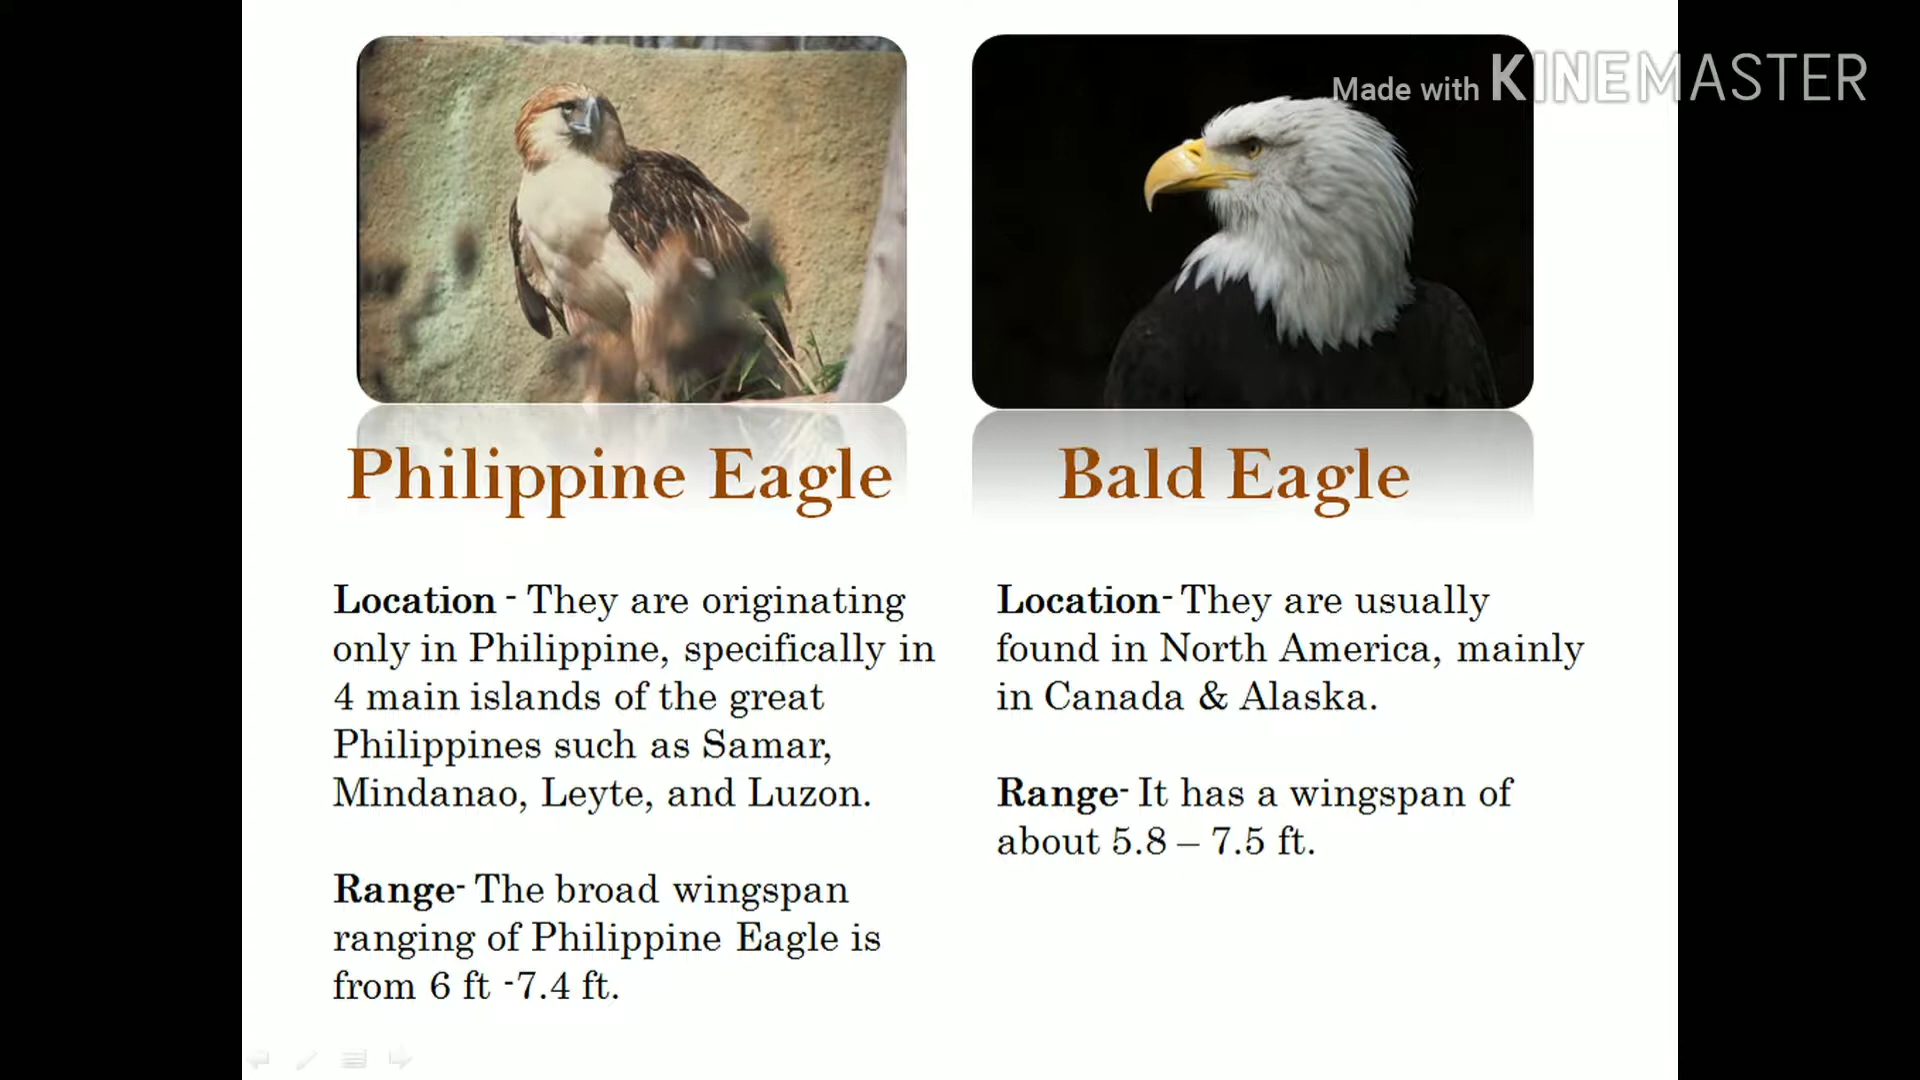 Made with KINEMASTER
Philippine Eagle
Location - They are originating
only in Philippine, specifically in
4 main islands of the great
Philippines such as Samar,
Mindanao, Leyte, and Luzon.
Range- The broad wingspan
ranging of Philippine Eagle is
from 6 ft -7.4 ft.
Bald Eagle
Location- They are usually
found in North America, mainly
in Canada & Alaska.
Range- It has a wingspan of
about 5.8 – 7.5 ft.